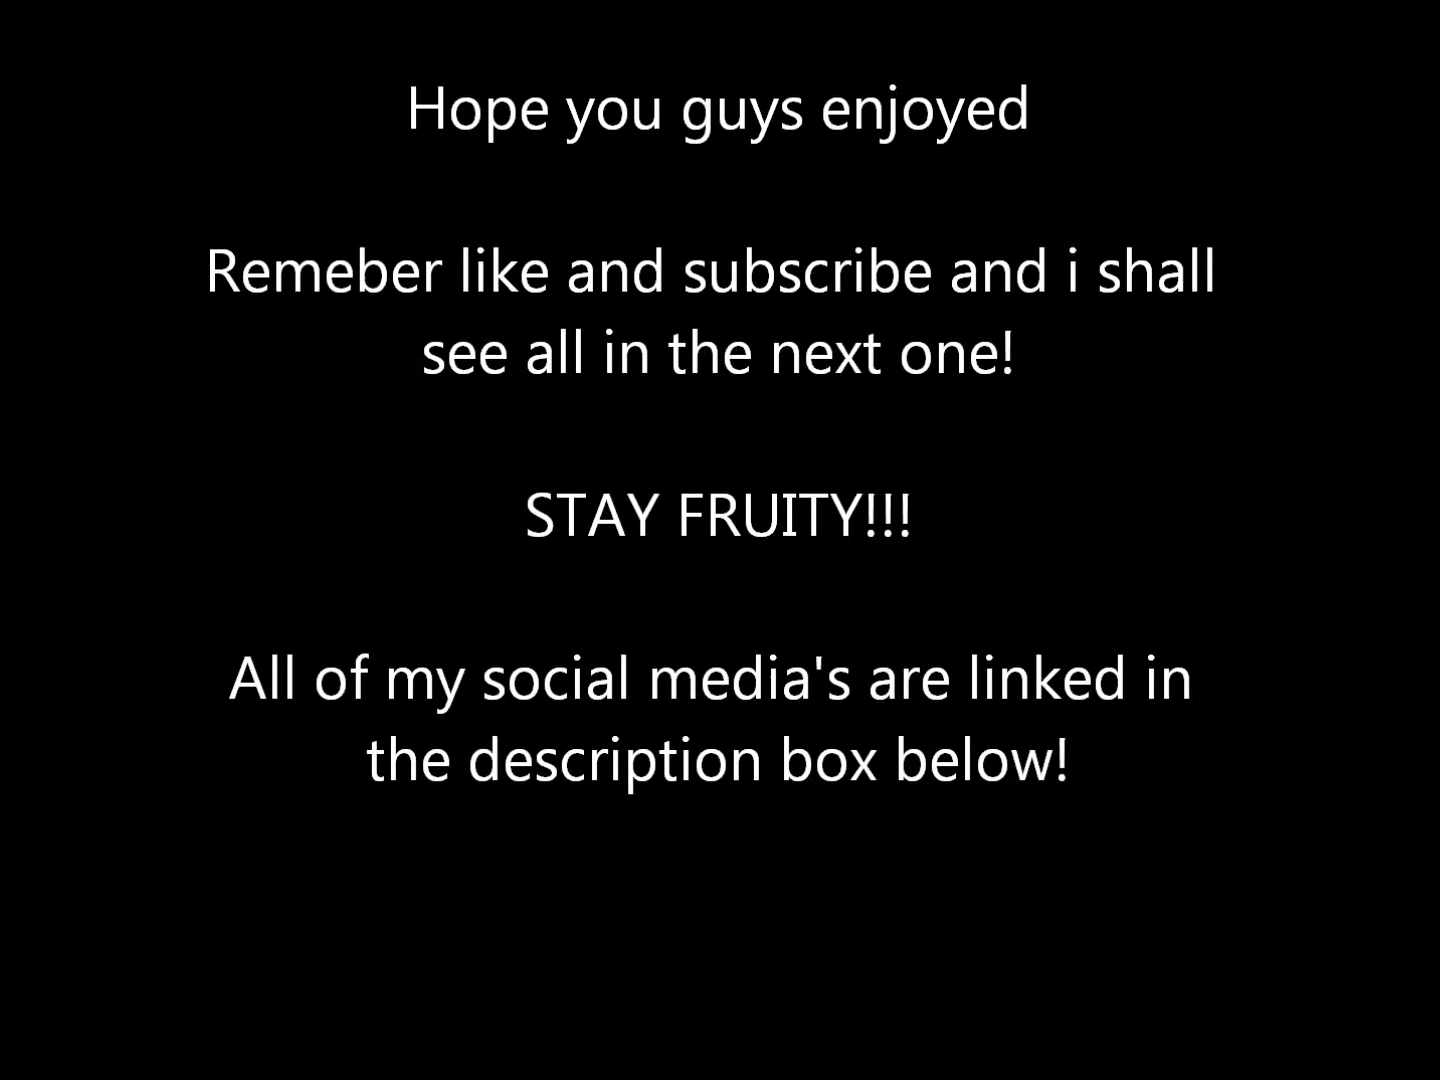 Hope you guys enjoyed
Remeber like and subscribe and i shall
see all in the next one!
STAY FRUITY!!!
All of my social media's are linked in
the description box below!